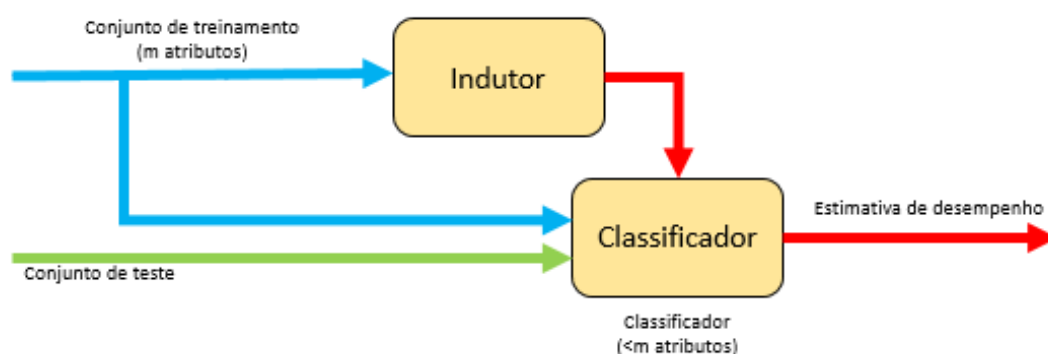 Conjunto de treinamento
(m atributos)
Indutor
Classificador
Estimativa de desempenho
Conjunto de teste
Classificador
(<m atributos)